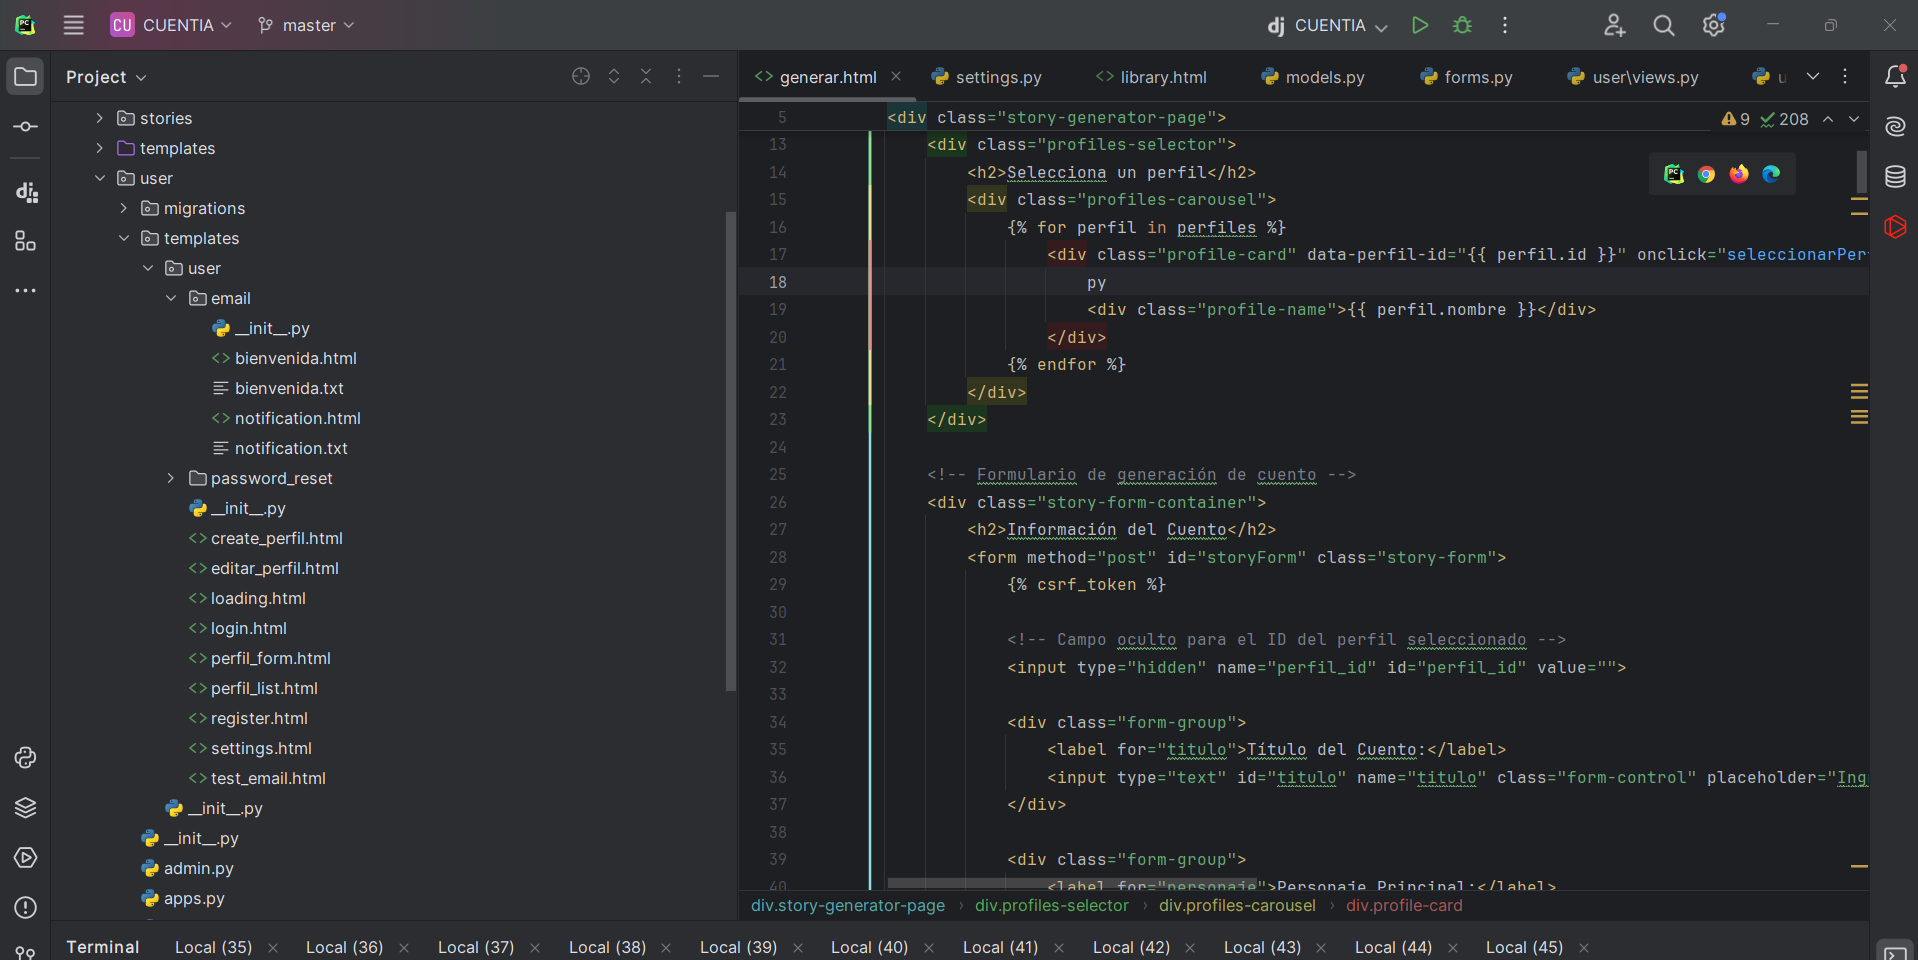 CU CUENTIA master
dj CUENTIA
Project
stories
templates
user
migrations
templates
user
email
__init__.py
bienvenida.html
bienvenida.txt
notification.html
notification.txt
password_reset
__init__.py
create_perfil.html
editar_perfil.html
loading.html
login.html
perfil_form.html
perfil_list.html
register.html
settings.html
test_email.html
__init__.py
__init__.py
admin.py
apps.py
generar.html settings.py library.html models.py forms.py user\views.py u
9 208
5 <div class="story-generator-page">
13 <div class="profiles-selector">
14 <h2>Selecciona un perfil</h2>
15 <div class="profiles-carousel">
16 {% for perfil in perfiles %}
17 <div class="profile-card" data-perfil-id="{{ perfil.id }}" onclick="seleccionarPer
18 py
19 <div class="profile-name">{{ perfil.nombre }}</div>
20 </div>
21 {% endfor %}
22 </div>
23 </div>
24
25 <!-- Formulario de generación de cuento -->
26 <div class="story-form-container">
27 <h2>Información del Cuento</h2>
28 <form method="post" id="storyForm" class="story-form">
29 {% csrf_token %}
30
31 <!-- Campo oculto para el ID del perfil seleccionado -->
32 <input type="hidden" name="perfil_id" id="perfil_id" value="">
33
34 <div class="form-group">
35 <label for="titulo">Título del Cuento:</label>
36 <input type="text" id="titulo" name="titulo" class="form-control" placeholder="Ing
37 </div>
38
39 <div class="form-group">
40 <label for="personaje">Personaje Principal:</label>
div.story-generator-page › div.profiles-selector › div.profiles-carousel › div.profile-card
Terminal Local (35) Local (36) Local (37) Local (38) Local (39) Local (40) Local (41) Local (42) Local (43) Local (44) Local (45)